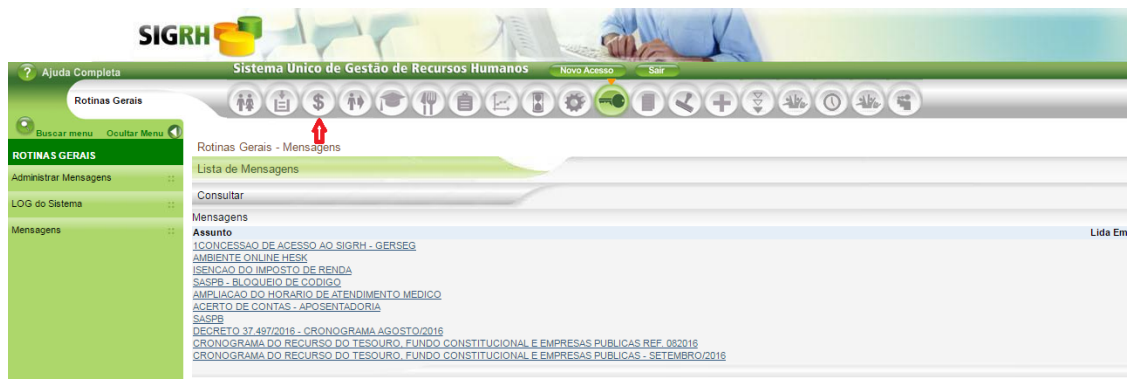 SIGRH
Ajuda Completa
Sistema Único de Gestão de Recursos Humanos
Novo Acesso
Sair
Rotinas Gerais
$
Buscar menu Ocultar Menu
ROTINAS GERAIS
Administrar Mensagens
LOG do Sistema
Mensagens
Rotinas Gerais - Mensagens
Lista de Mensagens
Consultar
Mensagens
Assunto Lida Em
1CONCESSAO DE ACESSO AO SIGRH - GERSEG
AMBIENTE ONLINE HESK
ISENCAO DO IMPOSTO DE RENDA
SASPB - BLOQUEIO DE CODIGO
AMPLIACAO DO HORARIO DE ATENDIMENTO MEDICO
ACERTO DE CONTAS - APOSENTADORIA
SASPB
DECRETO 37.497/2016 - CRONOGRAMA AGOSTO/2016
CRONOGRAMA DO RECURSO DO TESOURO, FUNDO CONSTITUCIONAL E EMPRESAS PUBLICAS REF. 082016
CRONOGRAMA DO RECURSO DO TESOURO, FUNDO CONSTITUCIONAL E EMPRESAS PUBLICAS - SETEMBRO/2016